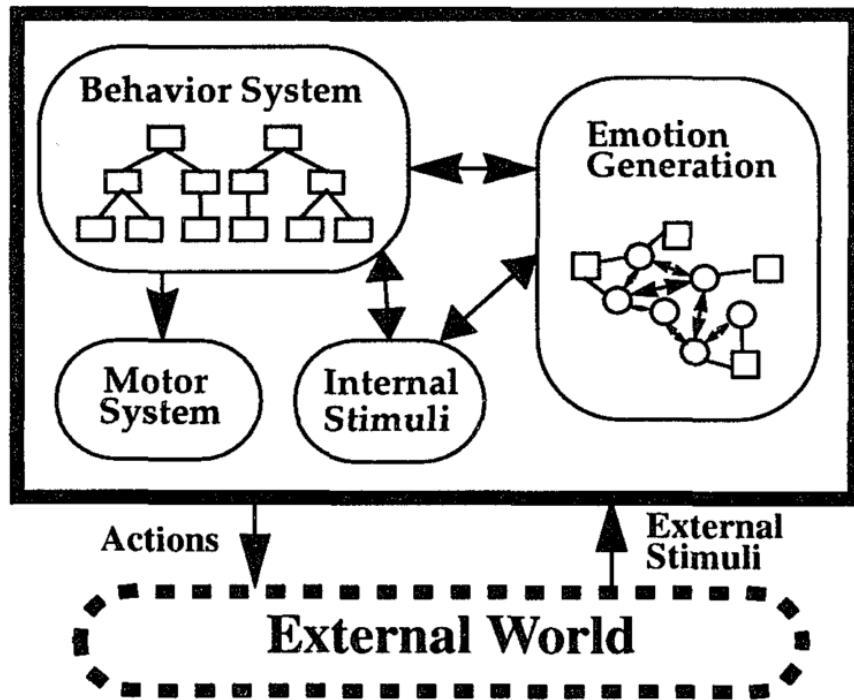 Behavior System
Emotion
Generation
Motor
System
Internal
Stimuli
Actions
External
Stimuli
External World